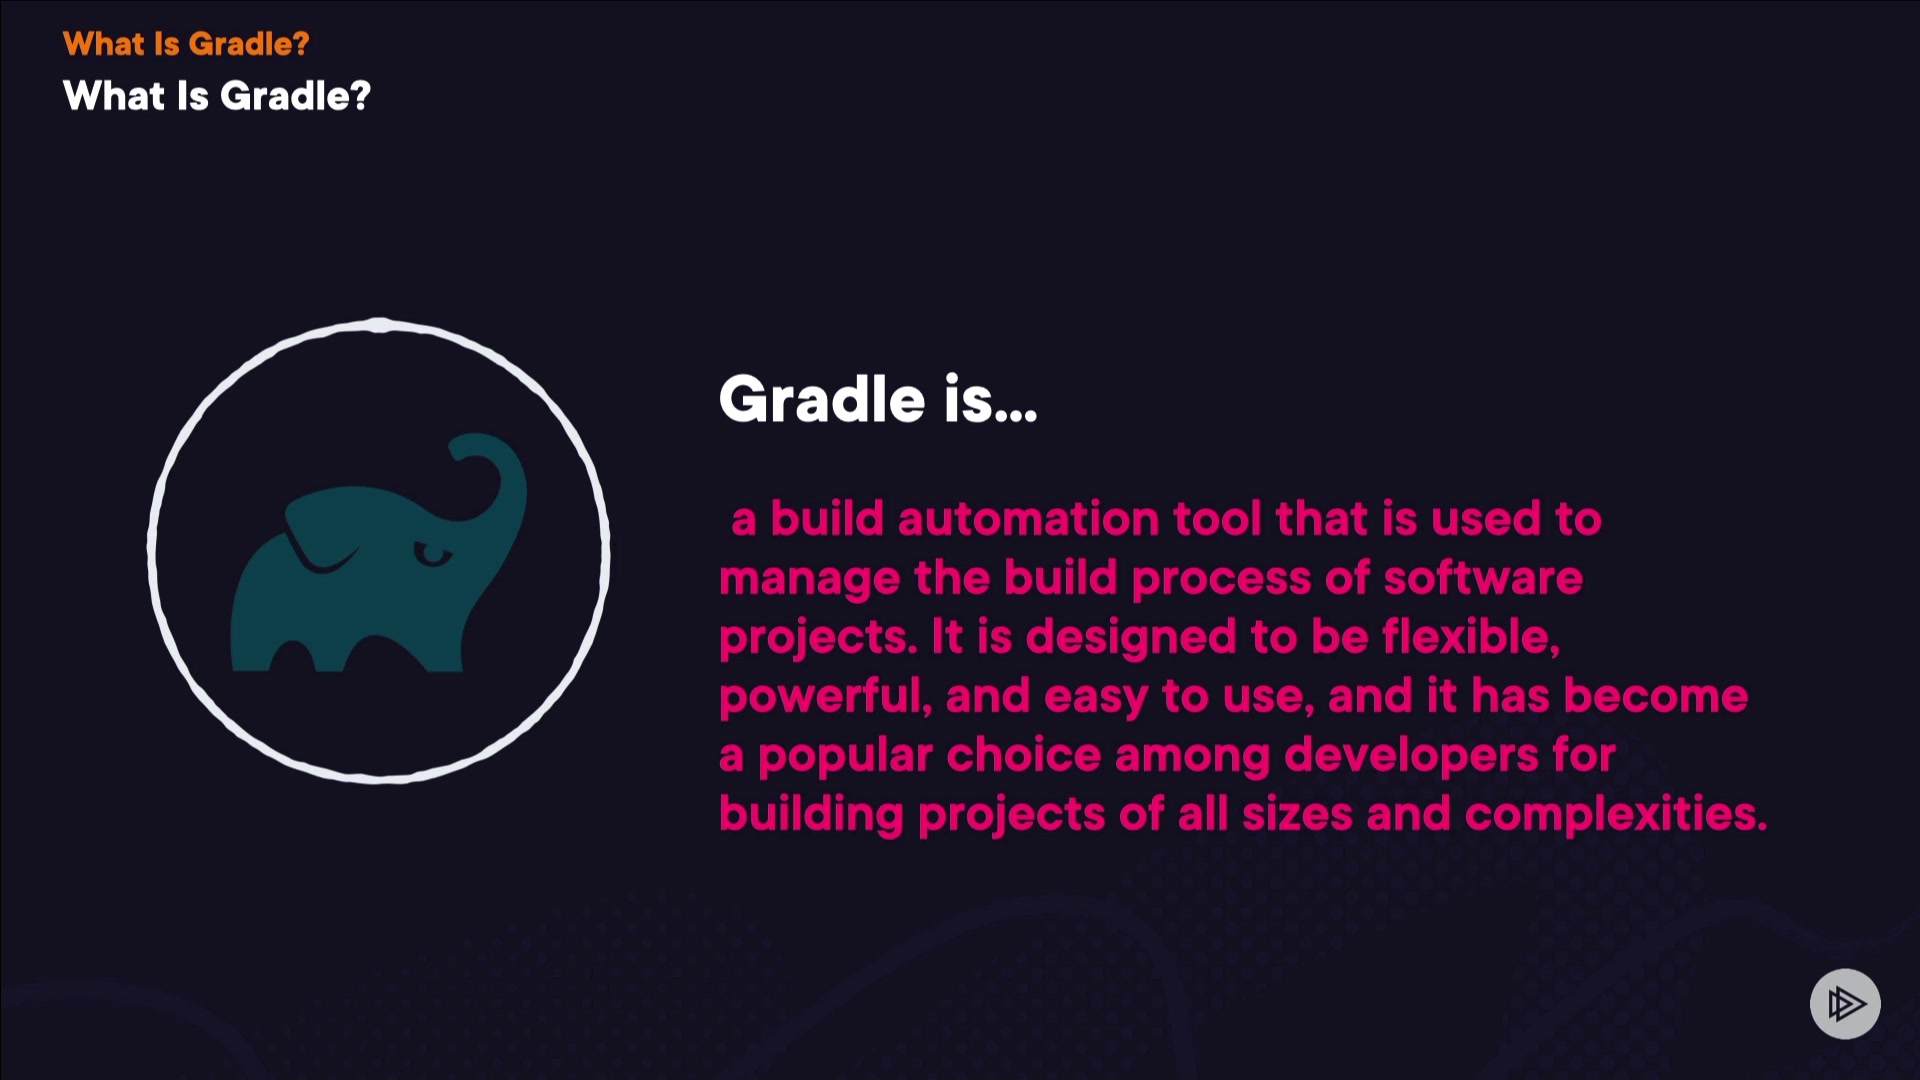 What Is Gradle?
What Is Gradle?
Gradle is...
a build automation tool that is used to
manage the build process of software
projects. It is designed to be flexible,
powerful, and easy to use, and it has become
a popular choice among developers for
building projects of all sizes and complexities.